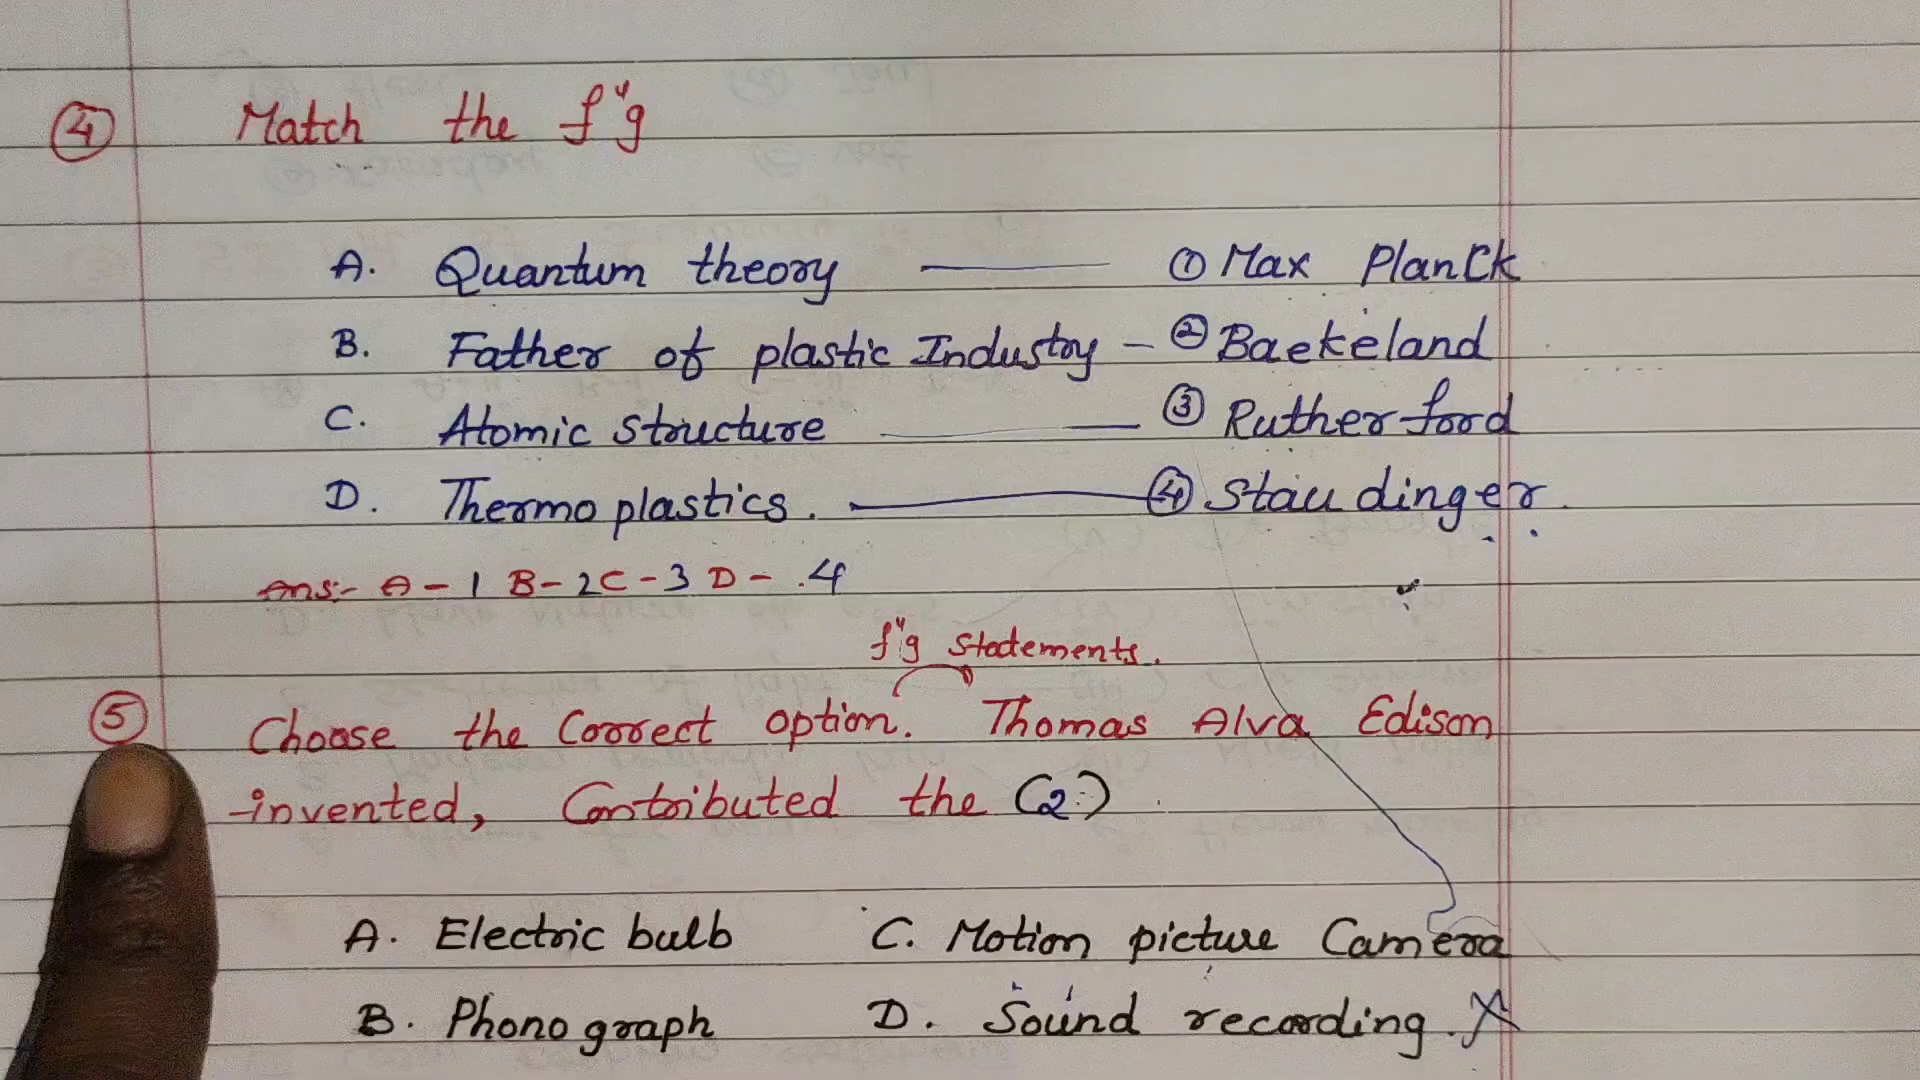 ④ Match the f"g
A. Quantum theory —— ① Max Planck
B. Father of plastic Industry - ② Baekeland
C. Atomic Structure —— ③ Rutherford
D. Thermo plastics. —— ④ Staudinger.
Ans:- A - 1 B - 2 C - 3 D - .4
f"g Statements.
⑤ Choose the Correct option. Thomas Alva Edison
invented, Contributed the (2:)
A. Electric bulb C. Motion picture Camera
B. Phono graph D. Sound recording. X